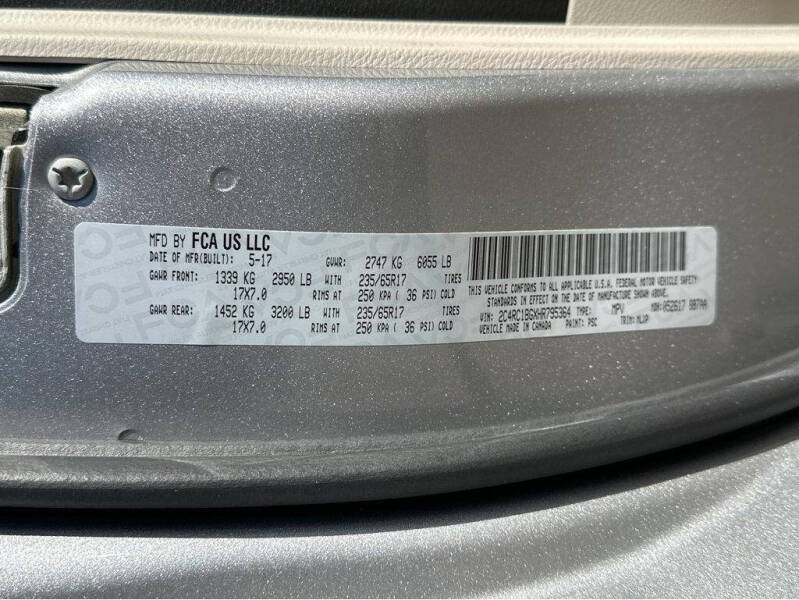 MFD BY FCA US LLC
DATE OF MFR(BUILT): 5-17 GVWR: 2747 KG 6055 LB
GAWR FRONT: 1339 KG 2950 LB WITH 235/65R17 TIRES
17X7.0 RIMS AT 250 KPA ( 36 PSI) COLD
GAWR REAR: 1452 KG 3200 LB WITH 235/65R17 TIRES
17X7.0 RIMS AT 250 KPA ( 36 PSI) COLD
THIS VEHICLE CONFORMS TO ALL APPLICABLE U.S.A. FEDERAL MOTOR VEHICLE SAFETY
STANDARDS IN EFFECT ON THE DATE OF MANUFACTURE SHOWN ABOVE.
VIN: 2C4RC1BGXHR795364 TYPE: MPV MDH: 052617
VEHICLE MADE IN CANADA PAINT: PSC TRIM: